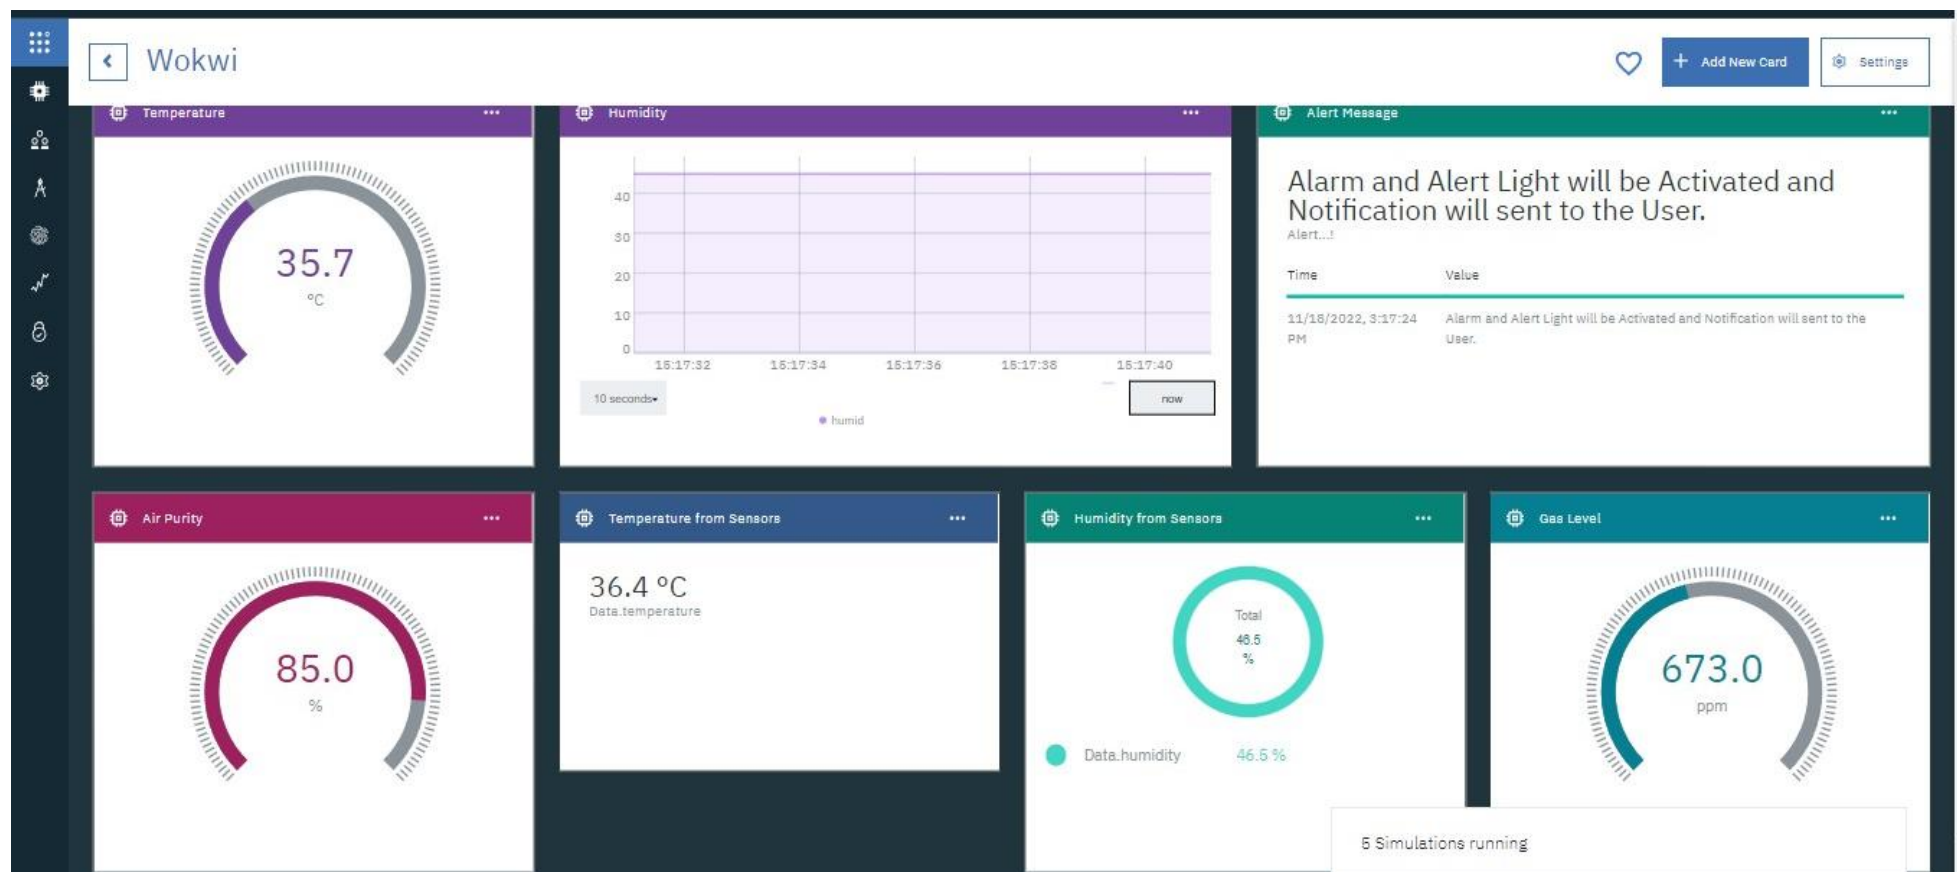 Wokwi
Add New Card
Settings
Temperature
35.7
°C
Humidity
40
30
20
10
0
15:17:32 15:17:34 15:17:36 15:17:38 15:17:40
10 seconds
now
humid
Alert Message
Alarm and Alert Light will be Activated and
Notification will sent to the User.
Alert...!
Time Value
11/18/2022, 3:17:24 Alarm and Alert Light will be Activated and Notification will sent to the
PM User.
Air Purity
85.0
%
Temperature from Sensors
36.4 °C
Data.temperature
Humidity from Sensors
Total
46.5
%
Data.humidity 46.5 %
Gas Level
673.0
ppm
5 Simulations running